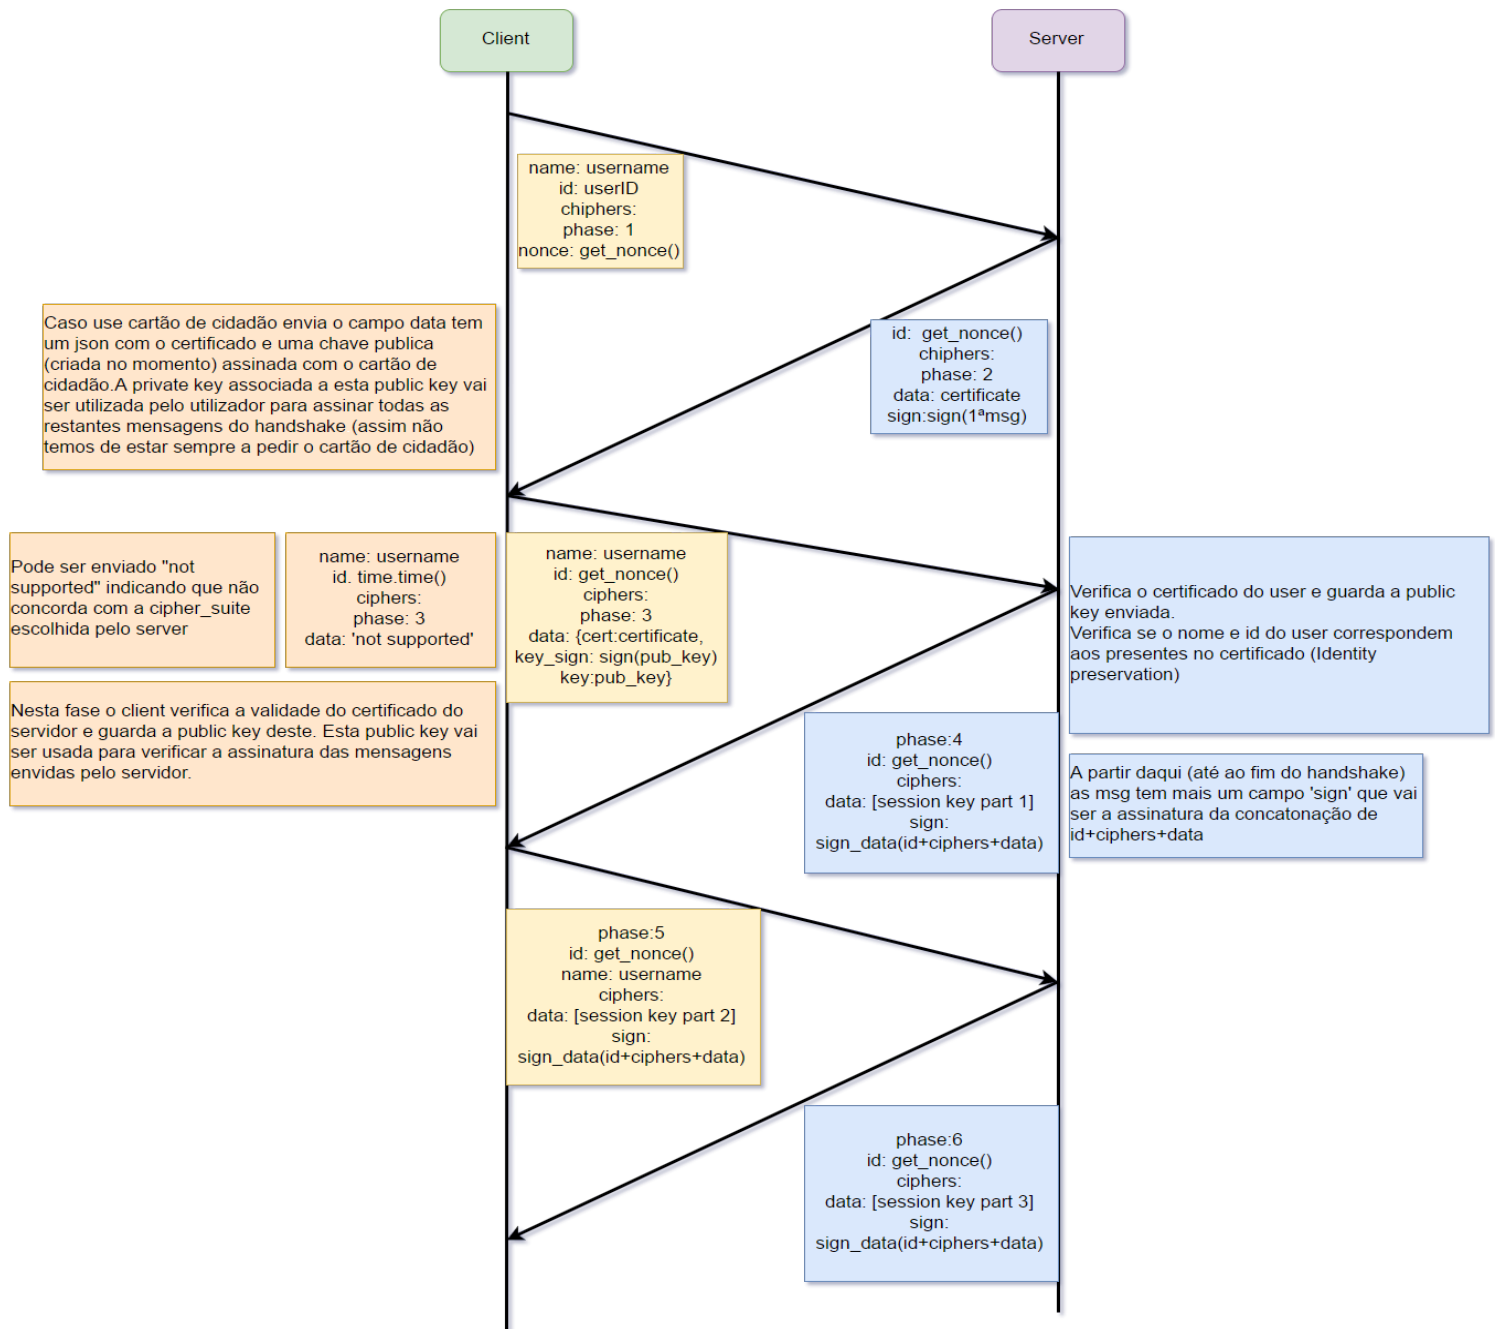 Client
Server
name: username
id: userID
chiphers:
phase: 1
nonce: get_nonce()
Caso use cartão de cidadão envia o campo data tem
um json com o certificado e uma chave publica
(criada no momento) assinada com o cartão de
cidadão.A private key associada a esta public key vai
ser utilizada pelo utilizador para assinar todas as
restantes mensagens do handshake (assim não
temos de estar sempre a pedir o cartão de cidadão)
id:  get_nonce()
chiphers:
phase: 2
data: certificate
sign:sign(1ªmsg)
Pode ser enviado "not
supported" indicando que não
concorda com a cipher_suite
escolhida pelo server
name: username
id. time.time()
ciphers:
phase: 3
data: 'not supported'
name: username
id: get_nonce()
ciphers:
phase: 3
data: {cert:certificate,
key_sign: sign(pub_key)
key:pub_key}
Verifica o certificado do user e guarda a public
key enviada.
Verifica se o nome e id do user correspondem
aos presentes no certificado (Identity
preservation)
Nesta fase o client verifica a validade do certificado do
servidor e guarda a public key deste. Esta public key vai
ser usada para verificar a assinatura das mensagens
envidas pelo servidor.
phase:4
id: get_nonce()
ciphers:
data: [session key part 1]
sign:
sign_data(id+ciphers+data)
A partir daqui (até ao fim do handshake)
as msg tem mais um campo 'sign' que vai
ser a assinatura da concatonação de
id+ciphers+data
phase:5
id: get_nonce()
name: username
ciphers:
data: [session key part 2]
sign:
sign_data(id+ciphers+data)
phase:6
id: get_nonce()
ciphers:
data: [session key part 3]
sign:
sign_data(id+ciphers+data)